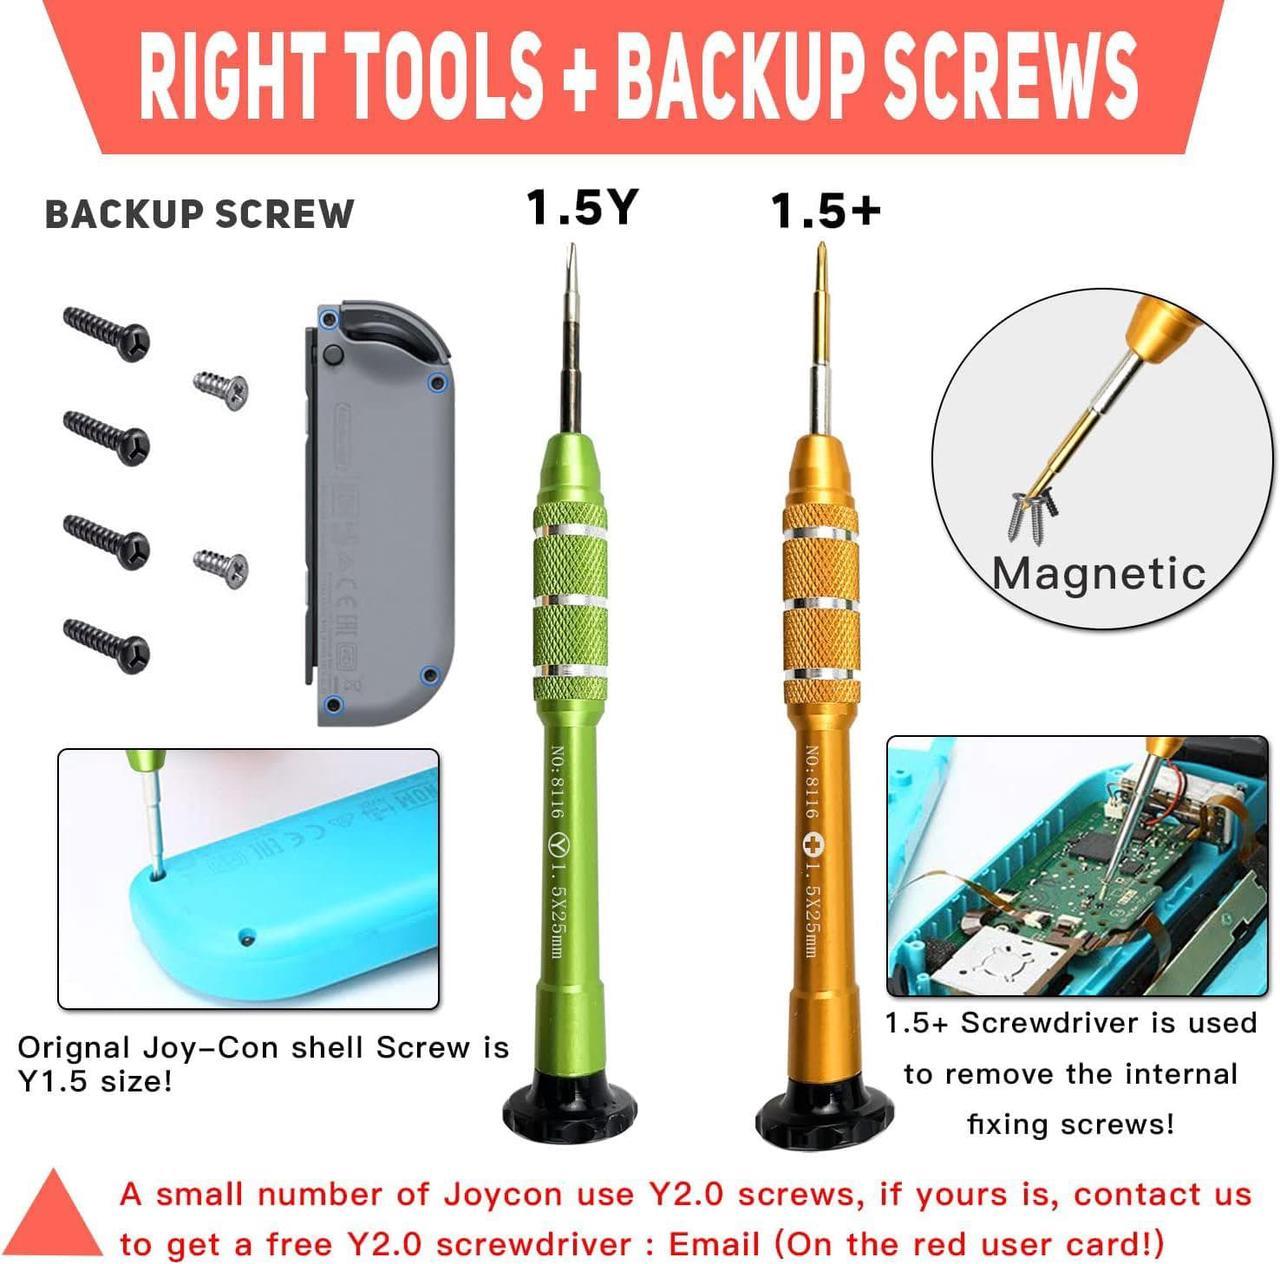 RIGHT TOOLS + BACKUP SCREWS
BACKUP SCREW
1.5Y
1.5+
Magnetic
NO:8116 Y 1.5X25mm
NO:8116 + 1.5X25mm
Orignal Joy-Con shell Screw is
Y1.5 size!
1.5+ Screwdriver is used
to remove the internal
fixing screws!
A small number of Joycon use Y2.0 screws, if yours is, contact us
to get a free Y2.0 screwdriver : Email (On the red user card!)